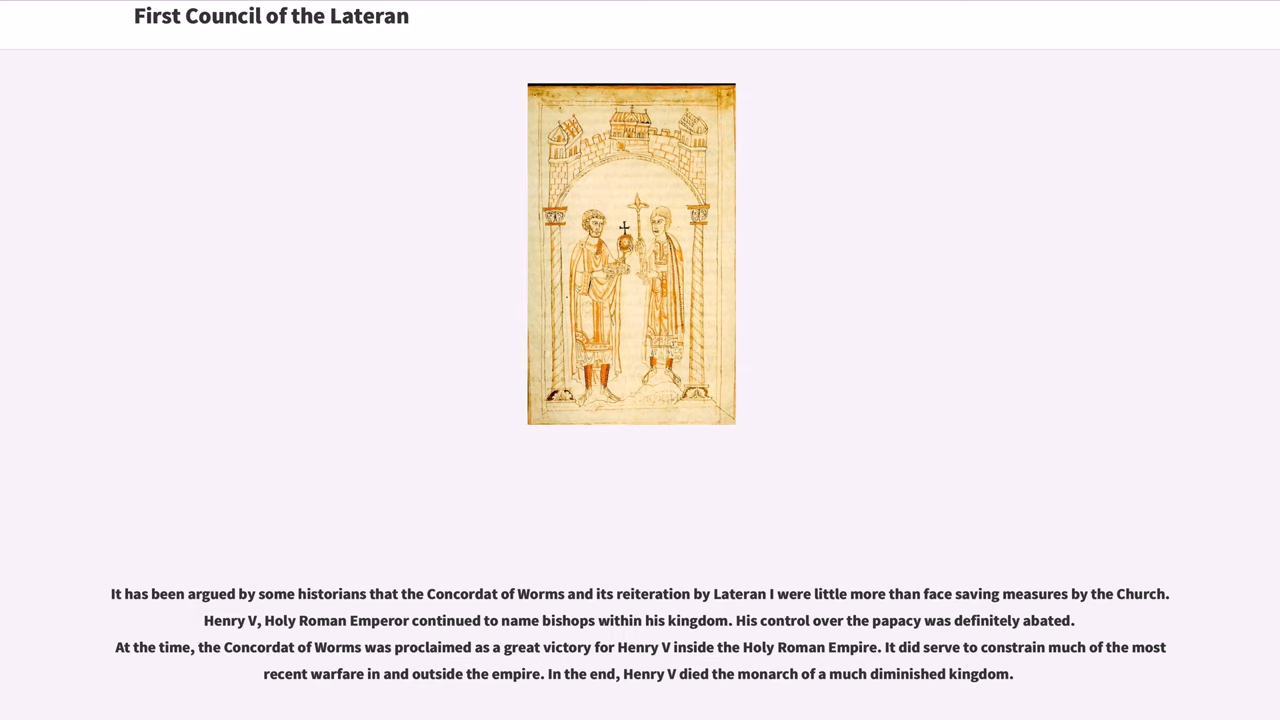 First Council of the Lateran
It has been argued by some historians that the Concordat of Worms and its reiteration by Lateran I were little more than face saving measures by the Church.
Henry V, Holy Roman Emperor continued to name bishops within his kingdom. His control over the papacy was definitely abated.
At the time, the Concordat of Worms was proclaimed as a great victory for Henry V inside the Holy Roman Empire. It did serve to constrain much of the most
recent warfare in and outside the empire. In the end, Henry V died the monarch of a much diminished kingdom.